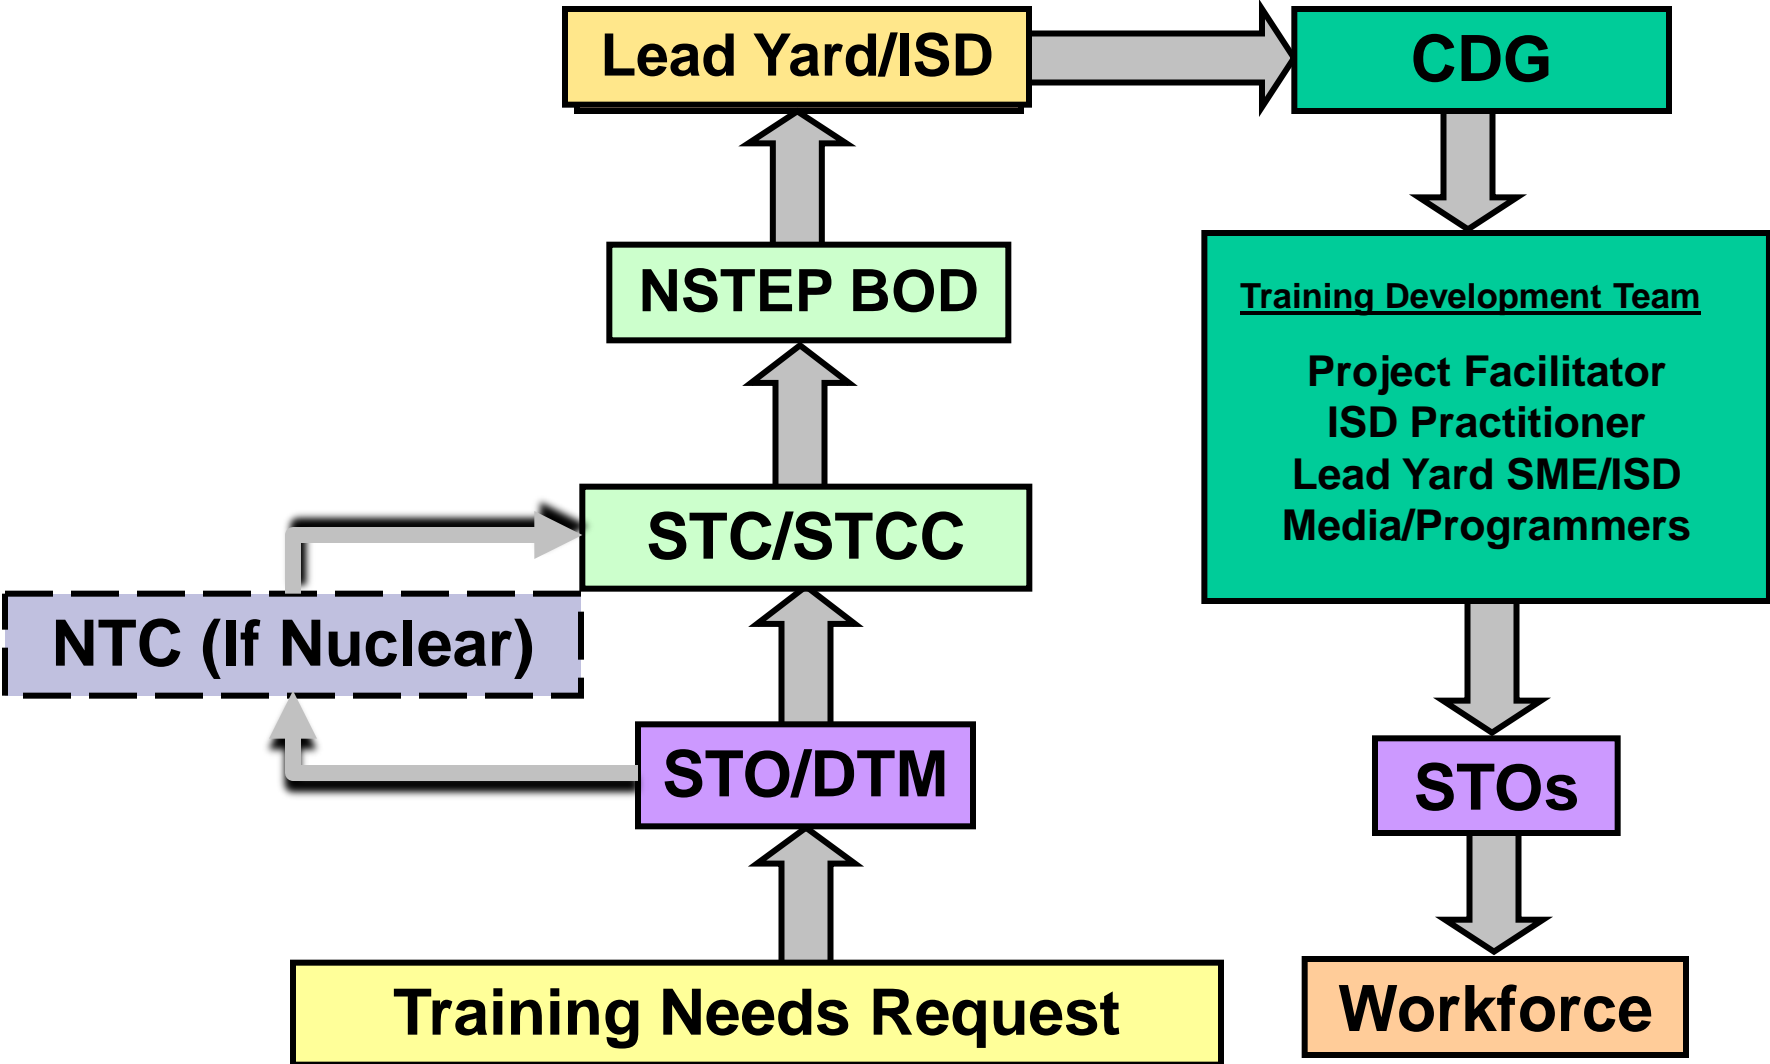 Lead Yard/ISD
CDG
NSTEP BOD
Training Development Team
Project Facilitator
ISD Practitioner
Lead Yard SME/ISD
Media/Programmers
STC/STCC
NTC (If Nuclear)
STO/DTM
STOs
Training Needs Request
Workforce